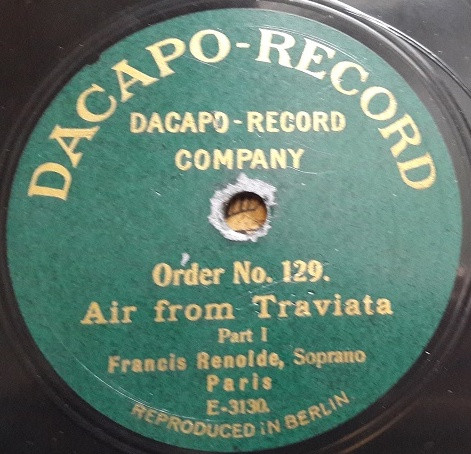 DACAPO-RECORD
DACAPO-RECORD
COMPANY
Order No. 129.
Air from Traviata
Part I
Francis Renolde, Soprano
Paris
E-3130.
REPRODUCED iN BERLIN